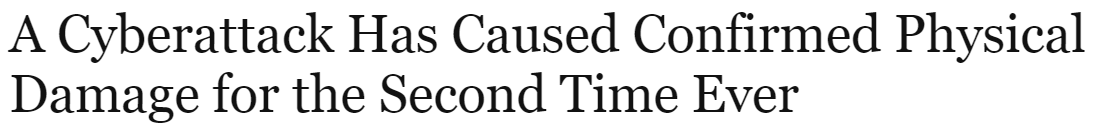 A Cyberattack Has Caused Confirmed Physical
Damage for the Second Time Ever